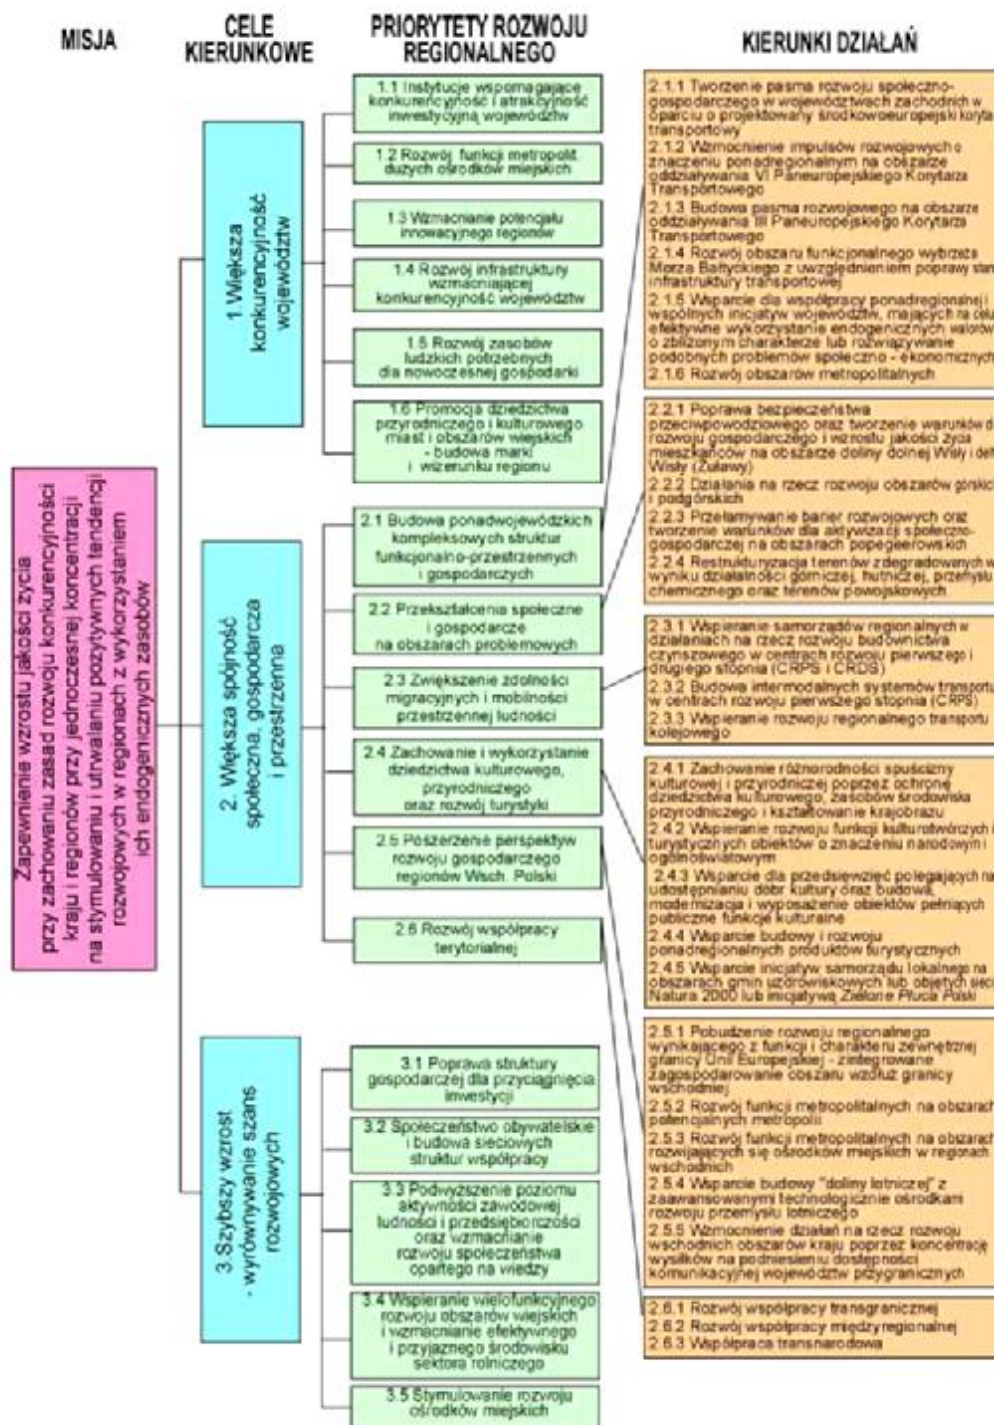 MISJA
CELE
KIERUNKOWE
PRIORYTETY ROZWOJU
REGIONALNEGO
KIERUNKI DZIAŁAŃ
Zapewnienie wzrostu jakości życia
przy zachowaniu zasad rozwoju konkurencyjności
kraju i regionów przy jednoczesnej koncentracji
na stymulowaniu i utrwalaniu pozytywnych tendencji
rozwojowych w regionach z wykorzystaniem
ich endogenicznych zasobów
1. Większa
konkurencyjność
województw
1.1 Instytucje wspomagające
konkurencyjność i atrakcyjność
inwestycyjną województw
1.2 Rozwój funkcji metropolit
dużych ośrodków miejskich
1.3 Wzmacnianie potencjału
innowacyjnego regionów
1.4 Rozwój infrastruktury
wzmacniającej
konkurencyjność województw
1.5 Rozwój zasobów
ludzkich potrzebnych
dla nowoczesnej gospodarki
1.6 Promocja dziedzictwa
przyrodniczego i kulturowego
miast i obszarów wiejskich
- budowa marki
i wizerunku regionu
2. Większa spójność
społeczna, gospodarcza
i przestrzenna
2.1 Budowa ponadwojewódzkich
kompleksowych struktur
funkcjonalno-przestrzennych
i gospodarczych
2.2 Przekształcenia społeczne
i gospodarcze
na obszarach problemowych
2.3 Zwiększenie zdolności
migracyjnych i mobilności
przestrzennej ludności
2.4 Zachowanie i wykorzystanie
dziedzictwa kulturowego,
przyrodniczego
oraz rozwój turystyki
2.5 Poszerzenie perspektyw
rozwoju gospodarczego
regionów Wsch. Polski
2.6 Rozwój współpracy
terytorialnej
3.Szybszy wzrost
- wyrównywanie szans
rozwojowych
3.1 Poprawa struktury
gospodarczej dla przyciągnięcia
inwestycji
3.2 Społeczeństwo obywatelskie
i budowa sieciowych
struktur współpracy
3.3 Podwyższenie poziomu
aktywności zawodowej
ludności i przedsiębiorczości
oraz wzmacnianie
rozwoju społeczeństwa
opartego na wiedzy
3.4 Wspieranie wielofunkcyjnego
rozwoju obszarów wiejskich
i wzmacnianie efektywnego
i przyjaznego środowisku
sektora rolniczego
3.5 Stymulowanie rozwoju
ośrodków miejskich
2.1.1 Tworzenie pasma rozwoju społeczno-
gospodarczego w województwach zachodnich w
oparciu o projektowany środkowoeuropejski koryta
transportowy
2.1.2 Wzmocnienie impulsów rozwojowych o
znaczeniu ponadregionalnym na obszarze
oddziaływania VI Paneuropejskiego Korytarza
Transportowego
2.1.3 Budowa pasma rozwojowego na obszarze
oddziaływania III Paneuropejskiego Korytarza
Transportowego
2.1.4 Rozwój obszaru funkcjonalnego wybrzeża
Morza Bałtyckiego z uwzględnieniem poprawy stan
infrastruktury transportowej
2.1.5 Wsparcie dla współpracy ponadregionalnej i
wspólnych inicjatyw województw, mających na celu
efektywne wykorzystanie endogenicznych walorów
o zbliżonym charakterze lub rozwiązywanie
podobnych problemów społeczno - ekonomicznych
2.1.6 Rozwój obszarów metropolitalnych
2.2.1 Poprawa bezpieczeństwa
przeciwpowodziowego oraz tworzenie warunków d
rozwoju gospodarczego i wzrostu jakości życia
mieszkańców na obszarze doliny dolnej Wisły i delt
Wisły (Żuławy)
2.2.2 Działania na rzecz rozwoju obszarów górskich
i podgórskich
2.2.3 Przełamywanie barier rozwojowych oraz
tworzenie warunków dla aktywizacji społeczno-
gospodarczej na obszarach popegeerowskich
2.2.4 Restrukturyzacja terenów zdegradowanych w
wyniku działalności górniczej, hutniczej, przemysłu
chemicznego oraz terenów powojskowych
2.3.1 Wspieranie samorządów regionalnych w
działaniach na rzecz rozwoju budownictwa
czynszowego w centrach rozwoju pierwszego i
drugiego stopnia (CRPS i CRDS)
2.3.2 Budowa intermodalnych systemów transportu
w centrach rozwoju pierwszego stopnia (CRPS)
2.3.3 Wspieranie rozwoju regionalnego transportu
kolejowego
2.4.1 Zachowanie różnorodności spuścizny
kulturowej i przyrodniczej poprzez ochronę
dziedzictwa kulturowego, zasobów środowiska
przyrodniczego i kształtowanie krajobrazu
2.4.2 Wspieranie rozwoju funkcji kulturotwórczych i
turystycznych obiektów o znaczeniu narodowym i
ogólnoświatowym
2.4.3 Wsparcie dla przedsięwzięć polegających na
udostępnianiu dóbr kultury oraz budowa,
modernizacja i wyposażenie obiektów pełniących
publiczne funkcje kulturalne
2.4.4 Wsparcie budowy i rozwoju
ponadregionalnych produktów turystycznych
2.4.5 Wsparcie inicjatyw samorządu lokalnego na
obszarach gmin uzdrowiskowych lub objętych sieci
Natura 2000 lub inicjatywą Zielone Płuca Polski
2.5.1 Pobudzenie rozwoju regionalnego
wynikającego z funkcji i charakteru zewnętrznej
granicy Unii Europejskiej - zintegrowane
zagospodarowanie obszaru wzdłuż granicy
wschodniej
2.5.2 Rozwój funkcji metropolitalnych na obszarach
potencjalnych metropolii
2.5.3 Rozwój funkcji metropolitalnych na obszarach
rozwijających się ośrodków miejskich w regionach
wschodnich
2.5.4 Wsparcie budowy "doliny lotniczej" z
zaawansowanymi technologicznie ośrodkam
rozwoju przemysłu lotniczego
2.5.5 Wzmocnienie działań na rzecz rozwoju
wschodnich obszarów kraju poprzez koncentrację
wysiłków na podniesieniu dostępności
komunikacyjnej województw przygranicznych
2.6.1 Rozwój współpracy transgranicznej
2.6.2 Rozwój współpracy międzyregionalnej
2.6.3 Współpraca transnarodowa